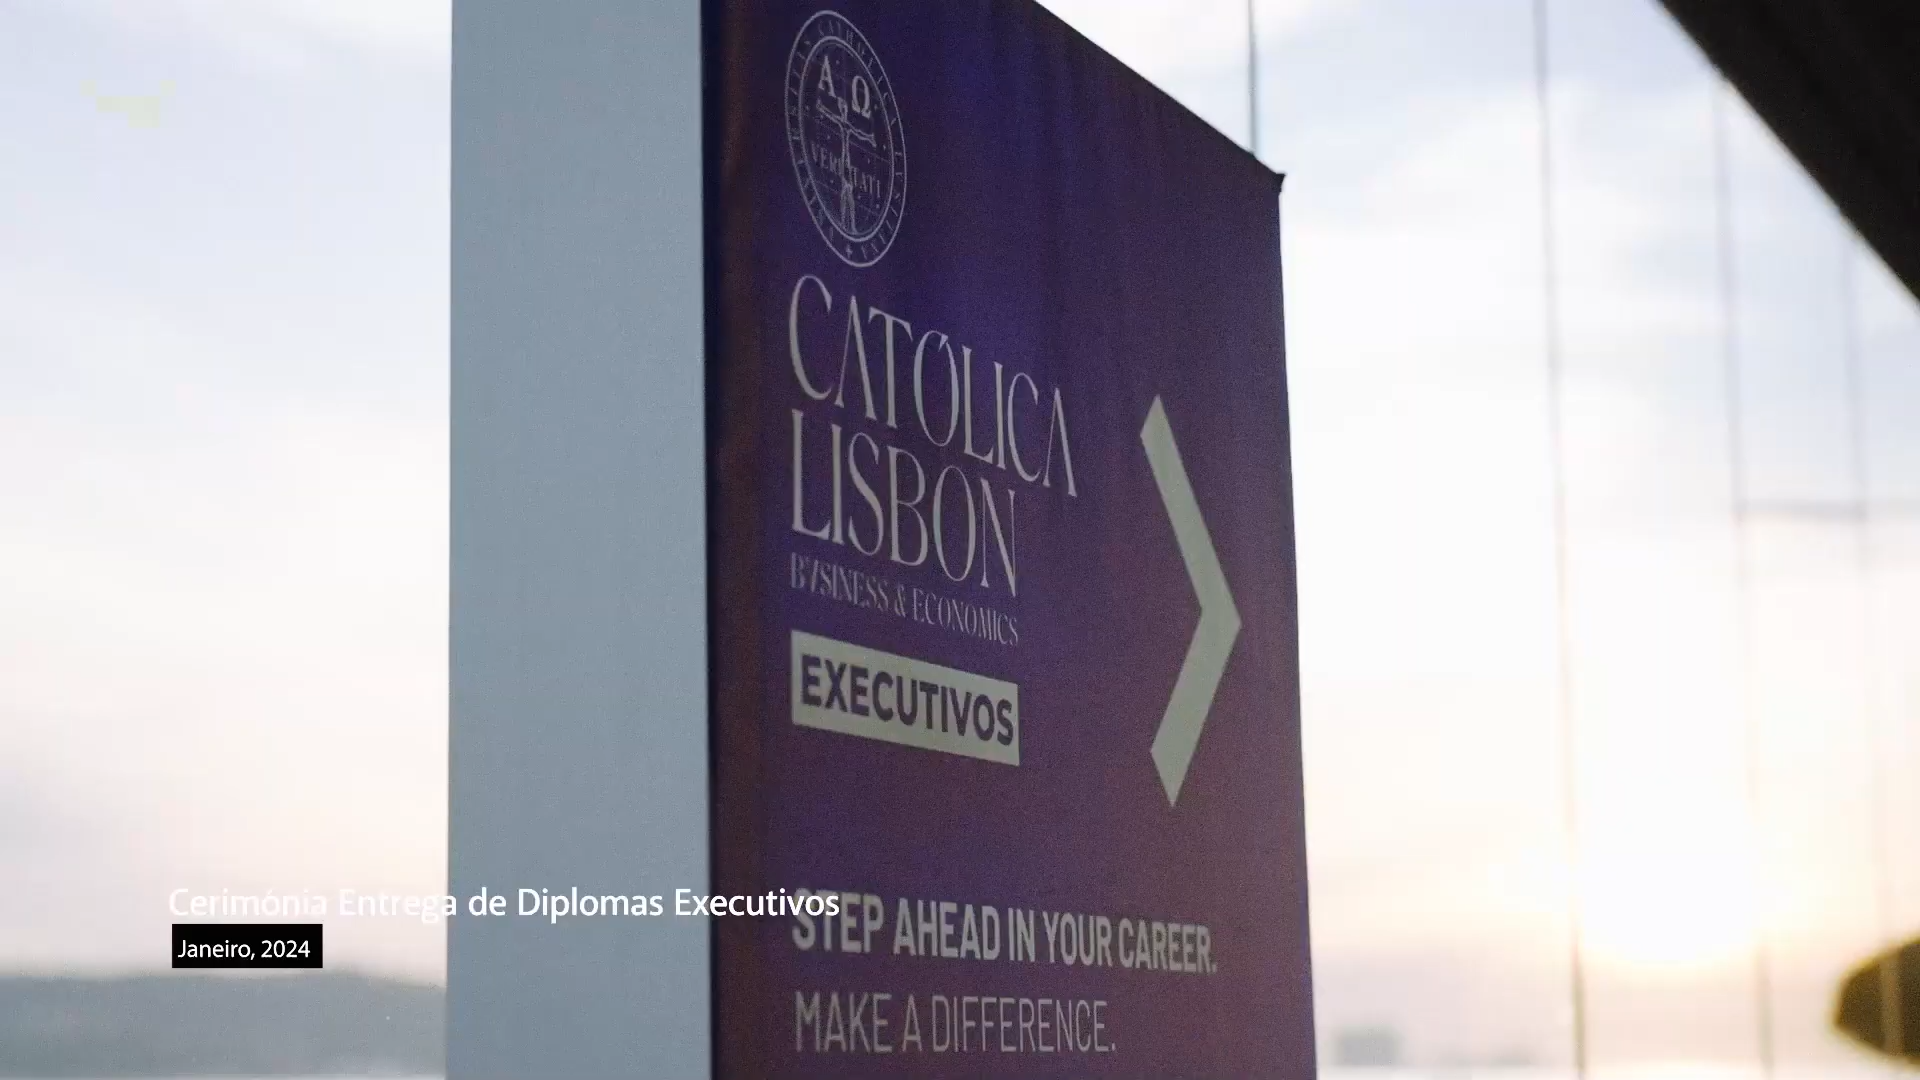 A Ω
VERITATI
CATÓLICA
LISBON
BVSINESS & ECONOMICS
EXECUTIVOS
Cerimónia Entrega de Diplomas Executivos
Janeiro, 2024
STEP AHEAD IN YOUR CAREER.
MAKE A DIFFERENCE.